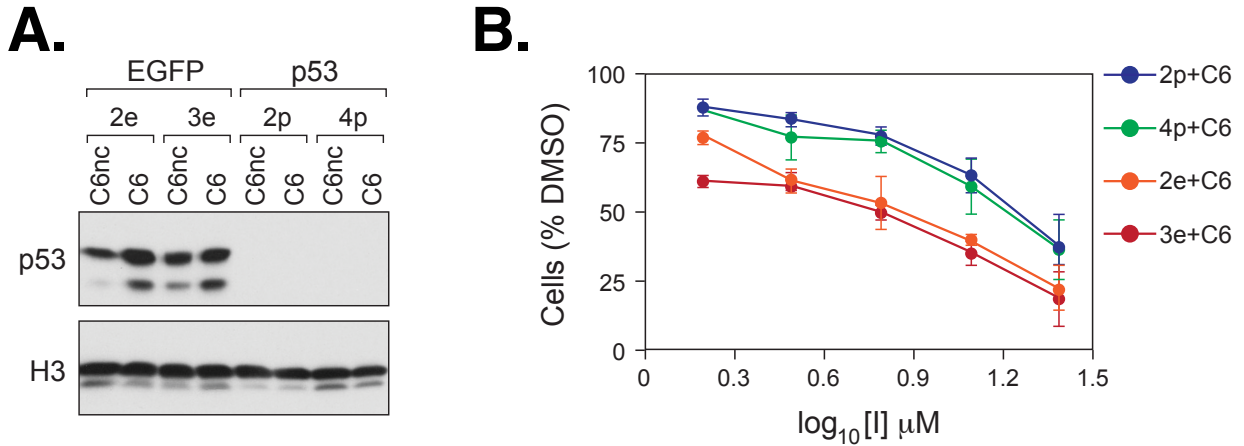 A.
EGFP p53
2e 3e 2p 4p
C6nc C6 C6nc C6 C6nc C6 C6nc C6
p53
H3
B.
100
75
50
25
0
Cells (% DMSO)
0 0.3 0.6 0.9 1.2 1.5
log10[I] μM
2p+C6
4p+C6
2e+C6
3e+C6